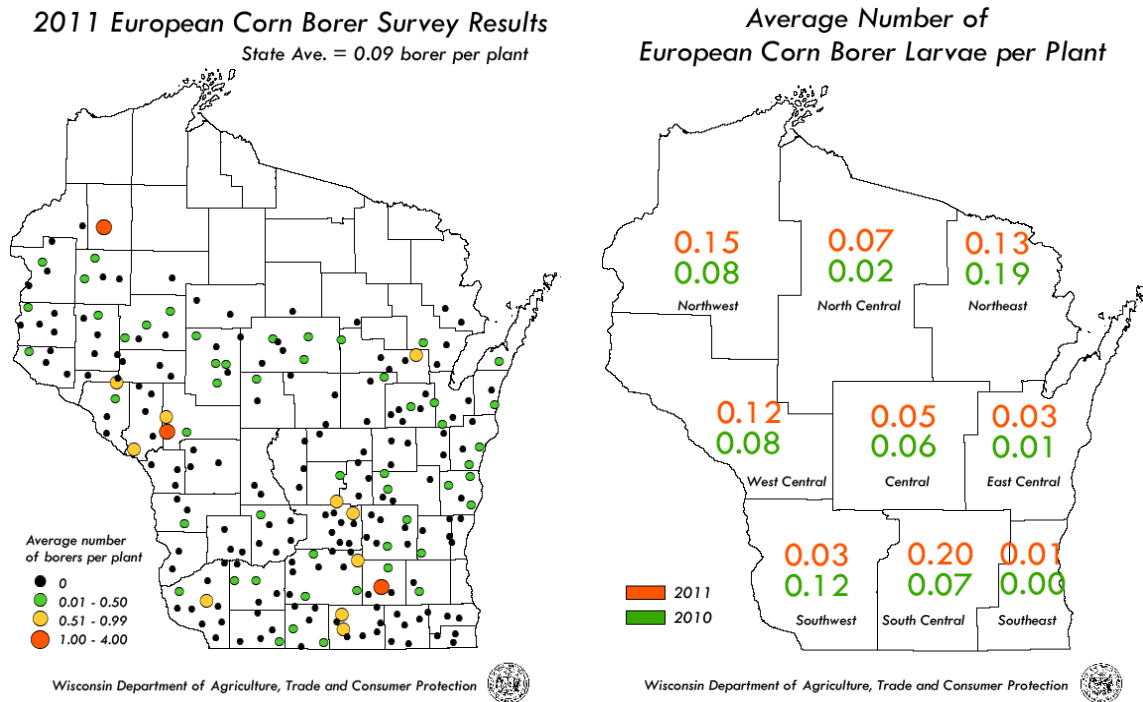 2011 European Corn Borer Survey Results
State Ave. = 0.09 borer per plant
Average number
of borers per plant
0
0.01 - 0.50
0.51 - 0.99
1.00 - 4.00
Wisconsin Department of Agriculture, Trade and Consumer Protection
Average Number of
European Corn Borer Larvae per Plant
0.15
0.08
Northwest
0.07
0.02
North Central
0.13
0.19
Northeast
0.12
0.08
West Central
0.05
0.06
Central
0.03
0.01
East Central
0.03
0.12
Southwest
0.20
0.07
South Central
0.01
0.00
Southeast
2011
2010
Wisconsin Department of Agriculture, Trade and Consumer Protection